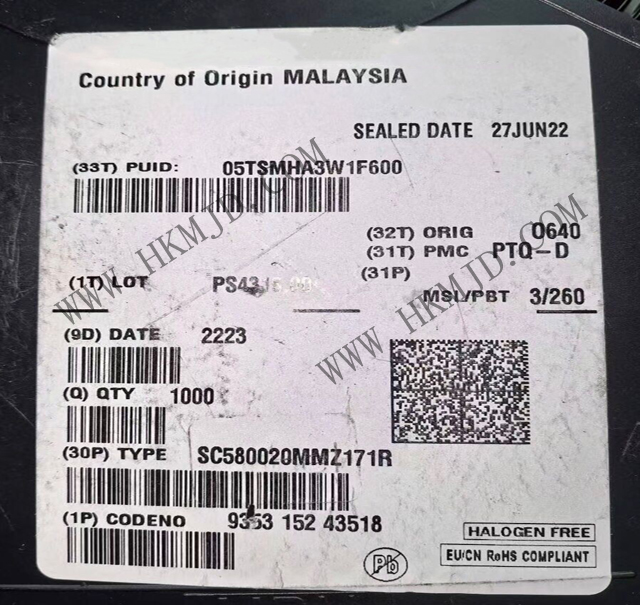 Country of Origin MALAYSIA
SEALED DATE 27JUN22
(33T) PUID: 05TSMHA3W1F600
(32T) ORIG O640
(31T) PMC PTQ-D
(31P)
(1T) LOT
MSL/PBT 3/260
(9D) DATE 2223
(Q) QTY 1000
(30P) TYPE SC580020MMZ171R
(1P) CODENO 9353 152 43518
HALOGEN FREE
EU/CN RoHS COMPLIANT
Pb
WWW.HKMJD.COM
WWW.HKMJD.COM